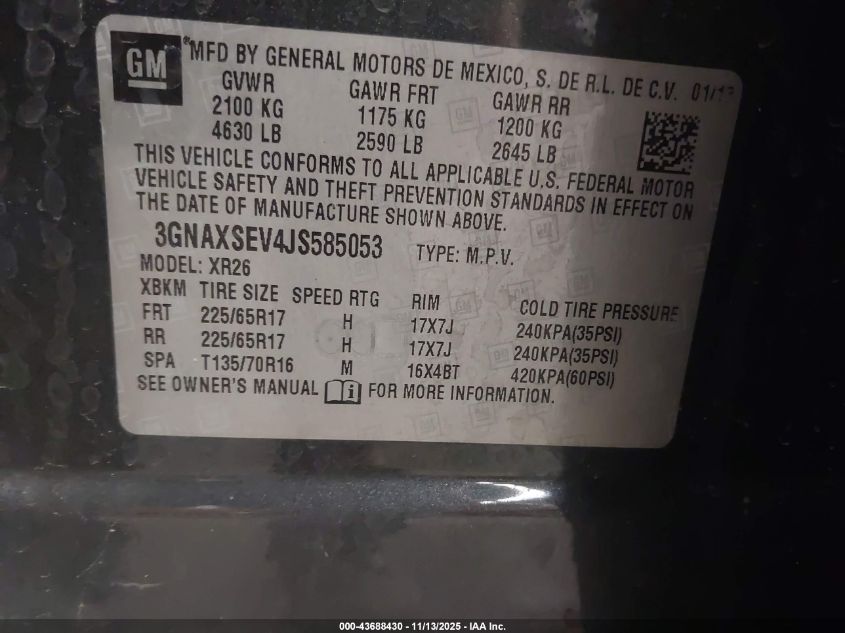 GM
*MFD BY GENERAL MOTORS DE MEXICO, S. DE R.L. DE C.V.
GVWR GAWR FRT GAWR RR
2100 KG 1175 KG 1200 KG
4630 LB 2590 LB 2645 LB
THIS VEHICLE CONFORMS TO ALL APPLICABLE U.S. FEDERAL MOTOR
VEHICLE SAFETY AND THEFT PREVENTION STANDARDS IN EFFECT ON
THE DATE OF MANUFACTURE SHOWN ABOVE.
3GNAXSEV4JS585053 TYPE: M.P.V.
MODEL: XR26
XBKM TIRE SIZE SPEED RTG RIM COLD TIRE PRESSURE
FRT 225/65R17 H 17X7J 240KPA(35PSI)
RR 225/65R17 H 17X7J 240KPA(35PSI)
SPA T135/70R16 M 16X4BT 420KPA(60PSI)
SEE OWNER'S MANUAL i FOR MORE INFORMATION.
000-43688430 - 11/13/2025 - IAA Inc.